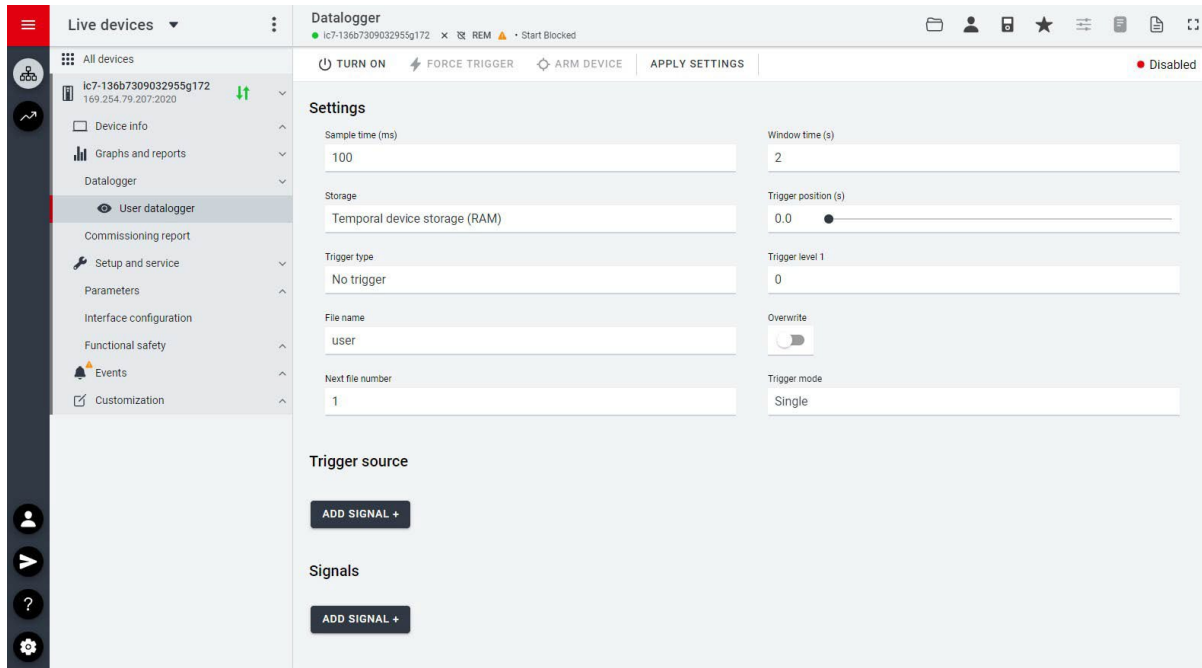 Live devices
Datalogger
ic7-136b7309032955g172 REM • Start Blocked
All devices
ic7-136b7309032955g172
169.254.79.207:2020
Device info
Graphs and reports
Datalogger
User datalogger
Commissioning report
Setup and service
Parameters
Interface configuration
Functional safety
Events
Customization
TURN ON FORCE TRIGGER ARM DEVICE APPLY SETTINGS Disabled
Settings
Sample time (ms)
100
Window time (s)
2
Storage
Temporal device storage (RAM)
Trigger position (s)
0.0
Trigger type
No trigger
Trigger level 1
0
File name
user
Overwrite
Next file number
1
Trigger mode
Single
Trigger source
ADD SIGNAL +
Signals
ADD SIGNAL +